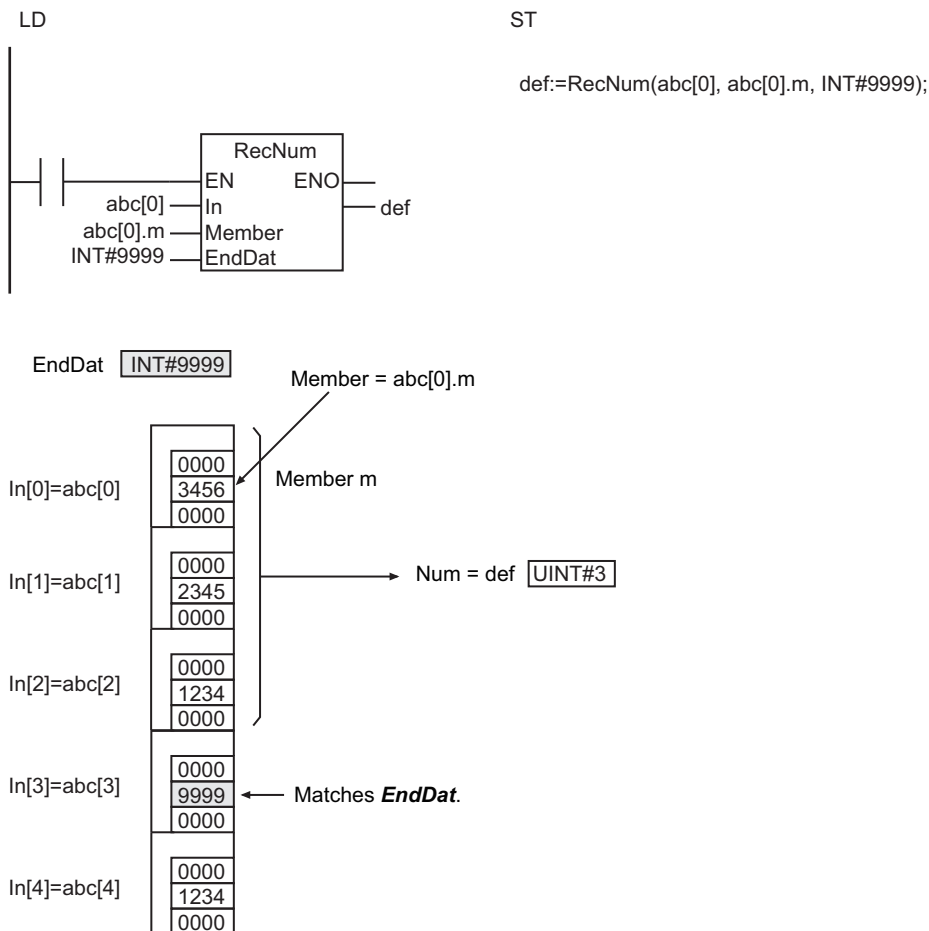 LD
ST
def:=RecNum(abc[0], abc[0].m, INT#9999);
RecNum
EN ENO
abc[0] In def
abc[0].m Member
INT#9999 EndDat
EndDat INT#9999
Member = abc[0].m
0000
In[0]=abc[0] 3456 Member m
0000
0000
In[1]=abc[1] 2345 Num = def UINT#3
0000
0000
In[2]=abc[2] 1234
0000
0000
In[3]=abc[3] 9999 Matches EndDat.
0000
0000
In[4]=abc[4] 1234
0000